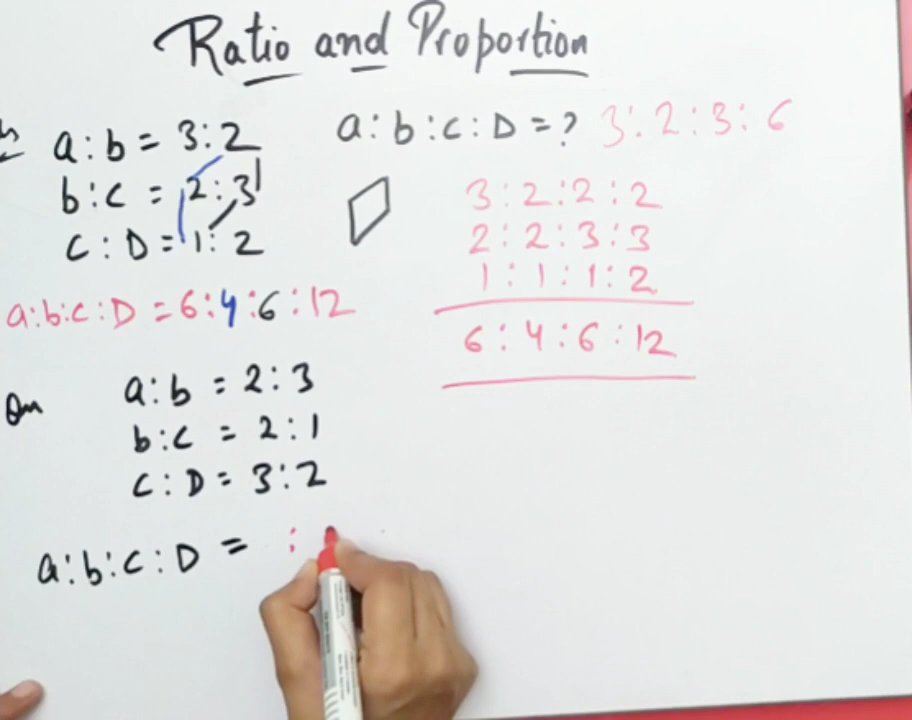 Ratio and Proportion
a:b = 3:2
b:c = 2:3
c:D = 1:2
a:b:c:D = 6:4:6:12
a:b:c:D = ? 3:2:3:6
3:2:2:2
2:2:3:3
1:1:1:2
6:4:6:12
Qn
a:b = 2:3
b:c = 2:1
c:D = 3:2
a:b:c:D = :